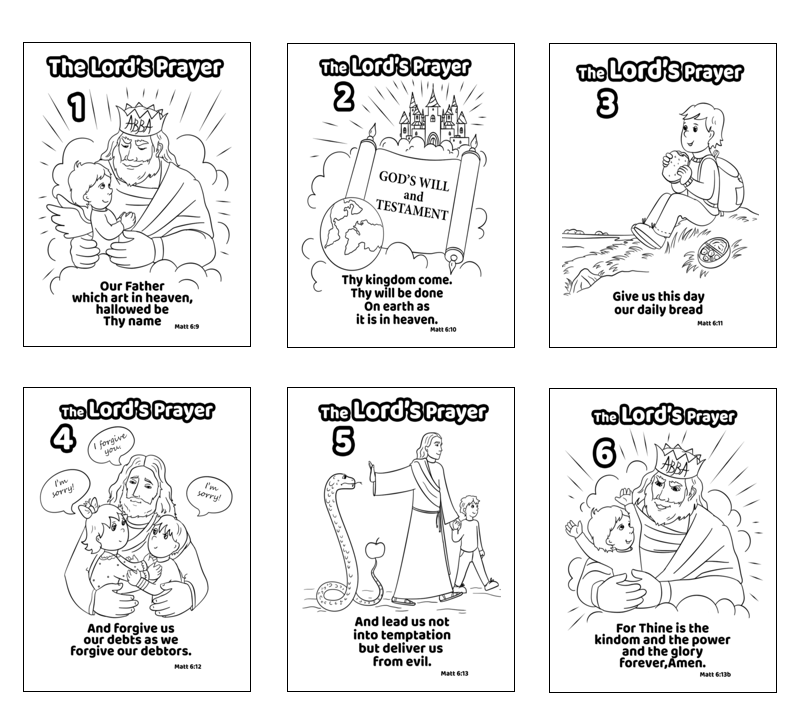 The Lord's Prayer
1
ABBA
Our Father
which art in heaven,
hallowed be
Thy name
Matt 6:9
The Lord's Prayer
2
GOD'S WILL
and
TESTAMENT
Thy kingdom come.
Thy will be done
On earth as
it is in heaven.
Matt 6:10
The Lord's Prayer
3
Give us this day
our daily bread
Matt 6:11
The Lord's Prayer
4
I forgive
you.
I'm
sorry!
I'm
sorry!
And forgive us
our debts as we
forgive our debtors.
Matt 6:12
The Lord's Prayer
5
And lead us not
into temptation
but deliver us
from evil.
Matt 6:13
The Lord's Prayer
6
ABBA
For Thine is the
kindom and the power
and the glory
forever,Amen.
Matt 6:13b